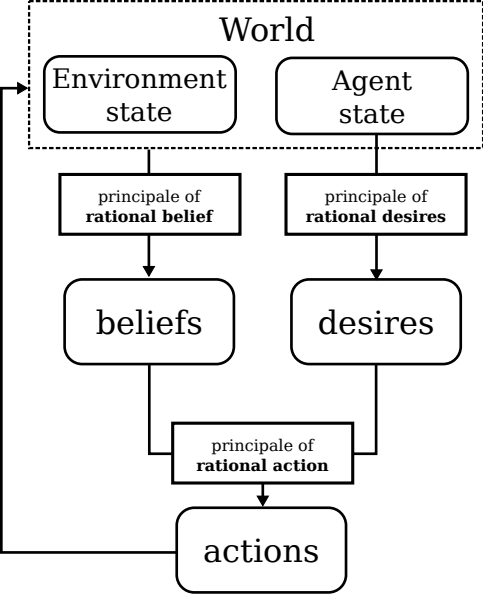 World
Environment
state
Agent
state
principale of
rational belief
principale of
rational desires
beliefs
desires
principale of
rational action
actions